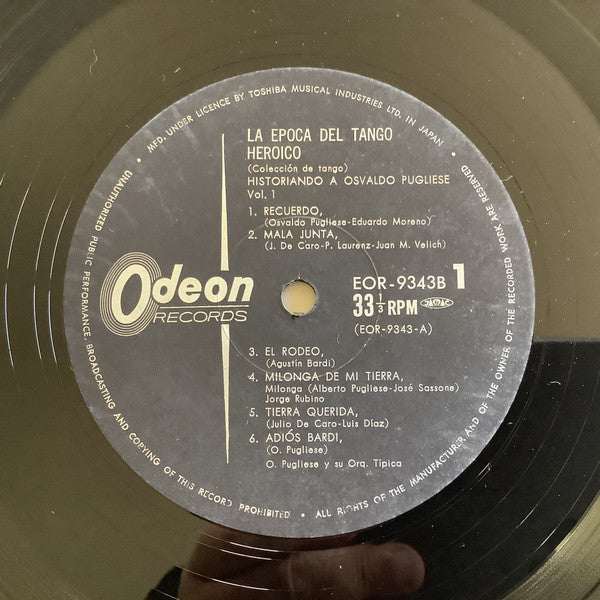 • MFD. UNDER LICENCE BY TOSHIBA MUSICAL INDUSTRIES LTD. IN JAPAN •
LA EPOCA DEL TANGO
HEROICO
(Colección de tango)
HISTORIANDO A OSVALDO PUGLIESE
Vol. 1
1. RECUERDO,
(Osvaldo Pugliese-Eduardo Moreno)
2. MALA JUNTA,
(J. De Caro-P. Laurenz-Juan M. Velich)
Odeon
RECORDS
EOR-9343B 1
33 1/3 RPM
(EOR-9343-A)
3. EL RODEO,
(Agustín Bardi)
4. MILONGA DE MI TIERRA,
Milonga (Alberto Pugliese-José Sassone)
Jorge Rubino
5. TIERRA QUERIDA,
(Julio De Caro-Luis Díaz)
6. ADIÓS BARDI,
(O. Pugliese)
O. Pugliese y su Orq. Típica
UNAUTHORIZED PUBLIC PERFORMANCE, BROADCASTING AND COPYING OF THIS RECORD PROHIBITED • ALL RIGHTS OF THE MANUFACTURER AND OF THE OWNER OF THE RECORDED WORK ARE RESERVED